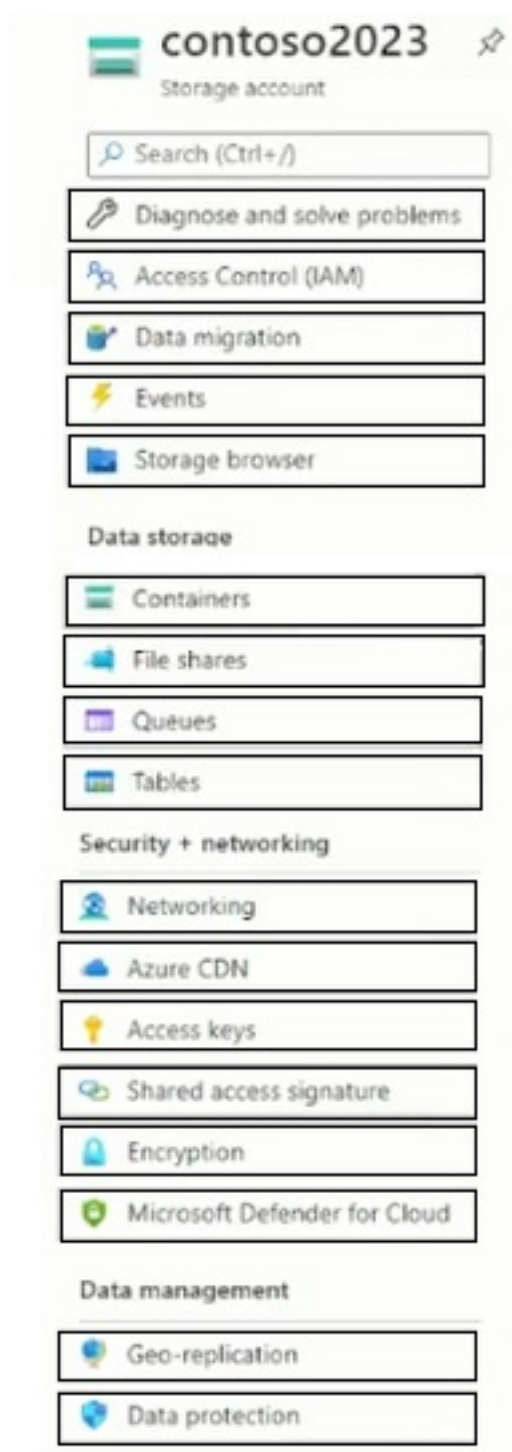 contoso2023
Storage account
Search (Ctrl+/)
Diagnose and solve problems
Access Control (IAM)
Data migration
Events
Storage browser
Data storage
Containers
File shares
Queues
Tables
Security + networking
Networking
Azure CDN
Access keys
Shared access signature
Encryption
Microsoft Defender for Cloud
Data management
Geo-replication
Data protection